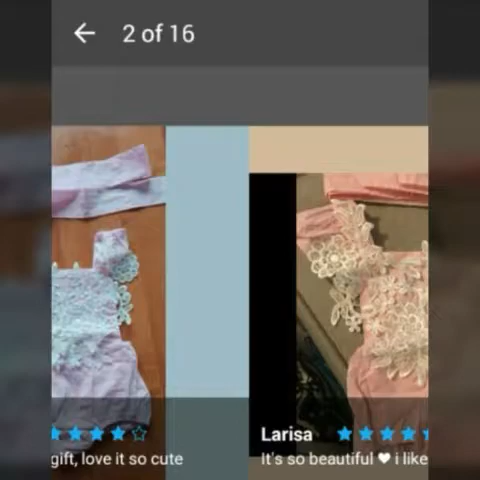 2 of 16
gift, love it so cute
Larisa
It's so beautiful ❤ i like